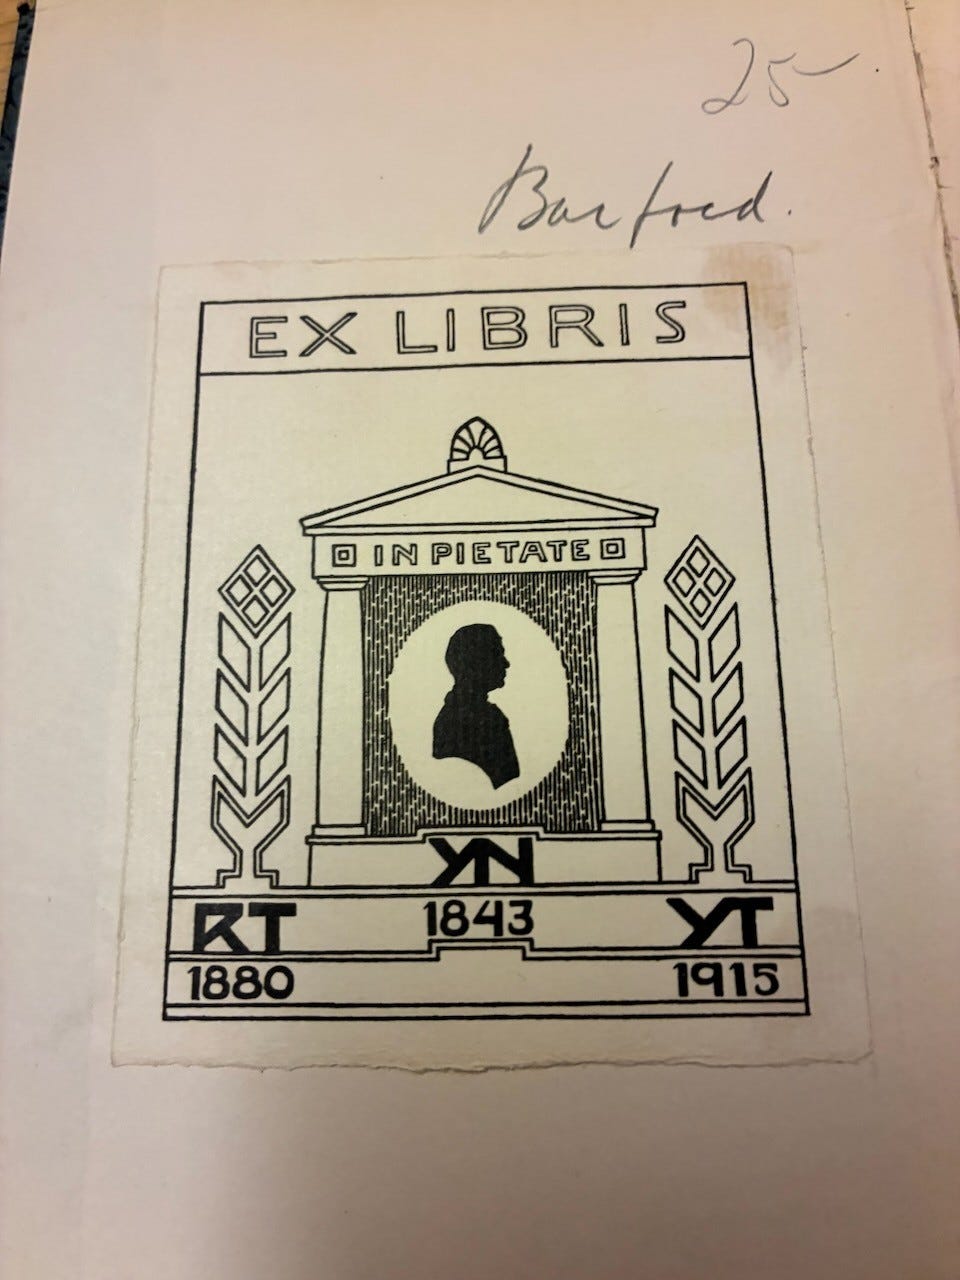 25
Barfoed.
EX LIBRIS
IN PIETATE
YN
RT 1843 YT
1880 1915